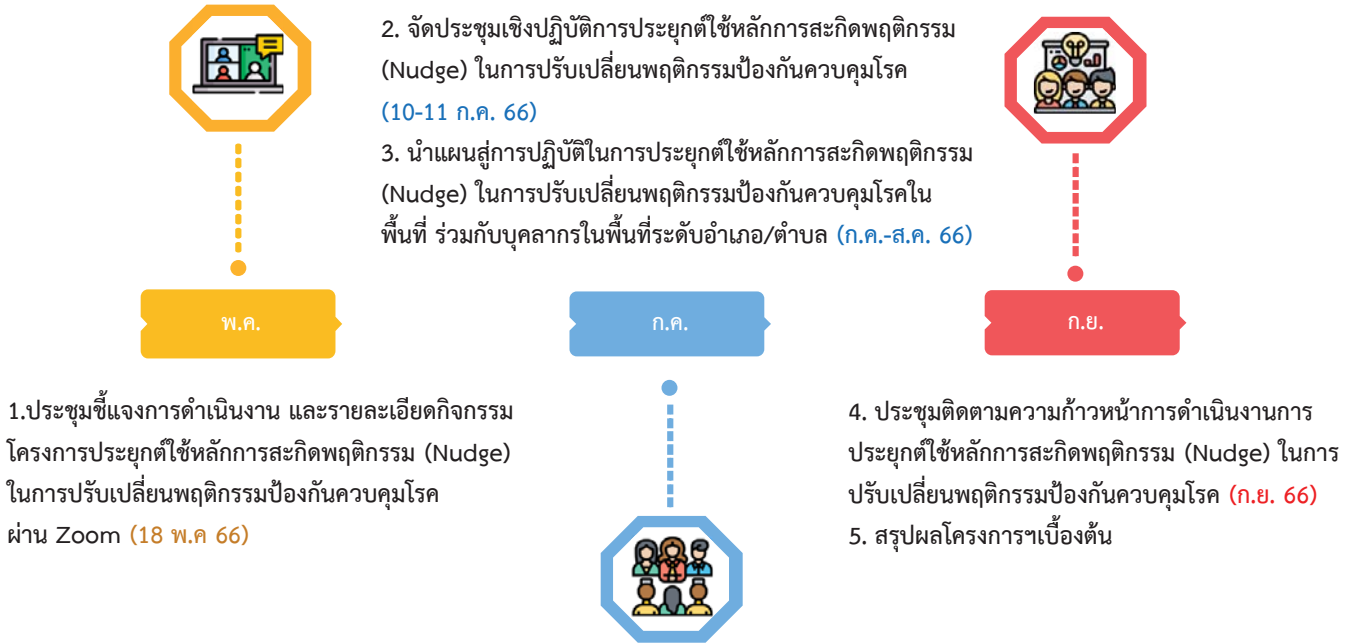 2. จัดประชุมเชิงปฏิบัติการประยุกต์ใช้หลักการสะกิดพฤติกรรม
(Nudge) ในการปรับเปลี่ยนพฤติกรรมป้องกันควบคุมโรค
(10-11 ก.ค. 66)
3. นำแผนสู่การปฏิบัติในการประยุกต์ใช้หลักการสะกิดพฤติกรรม
(Nudge) ในการปรับเปลี่ยนพฤติกรรมป้องกันควบคุมโรคใน
พื้นที่ ร่วมกับบุคลากรในพื้นที่ระดับอำเภอ/ตำบล (ก.ค.-ส.ค. 66)
พ.ค.
ก.ค.
ก.ย.
1.ประชุมชี้แจงการดำเนินงาน และรายละเอียดกิจกรรม
โครงการประยุกต์ใช้หลักการสะกิดพฤติกรรม (Nudge)
ในการปรับเปลี่ยนพฤติกรรมป้องกันควบคุมโรค
ผ่าน Zoom (18 พ.ค 66)
4. ประชุมติดตามความก้าวหน้าการดำเนินงานการ
ประยุกต์ใช้หลักการสะกิดพฤติกรรม (Nudge) ในการ
ปรับเปลี่ยนพฤติกรรมป้องกันควบคุมโรค (ก.ย. 66)
5. สรุปผลโครงการฯเบื้องต้น